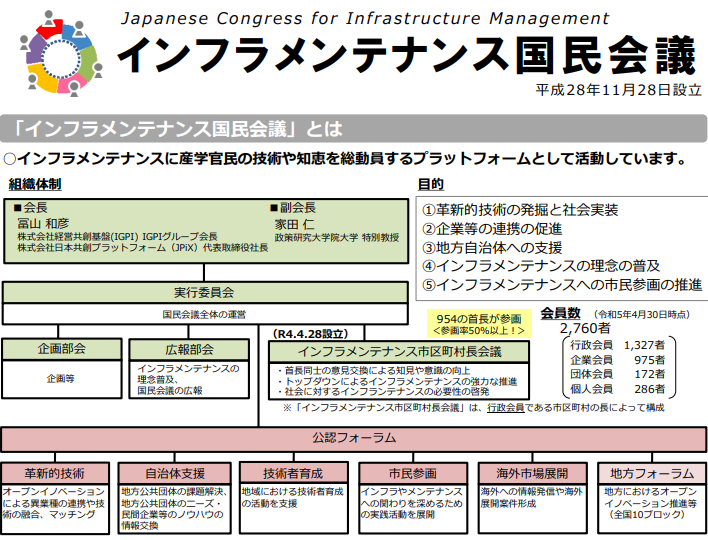 Japanese Congress for Infrastructure Management
インフラメンテナンス国民会議
平成28年11月28日設立
「インフラメンテナンス国民会議」とは
○インフラメンテナンスに産学官民の技術や知恵を総動員するプラットフォームとして活動しています。
組織体制
■会長
冨山 和彦
株式会社経営共創基盤(IGPI) IGPIグループ会長
株式会社日本共創プラットフォーム（JPiX）代表取締役社長
■副会長
家田 仁
政策研究大学院大学 特別教授
目的
①革新的技術の発掘と社会実装
②企業等の連携の促進
③地方自治体への支援
④インフラメンテナンスの理念の普及
⑤インフラメンテナンスへの市民参画の推進
実行委員会
国民会議全体の運営
954の首長が参画
＜参画率50％以上！＞
会員数 （令和5年4月30日時点）
2,760者
行政会員 1,327者
企業会員 975者
団体会員 172者
個人会員 286者
企画部会
企画等
広報部会
インフラメンテナンスの
理念普及、
国民会議の広報
(R4.4.28設立)
インフラメンテナンス市区町村長会議
・首長同士の意見交換による知見や意識の向上
・トップダウンによるインフラメンテナンスの強力な推進
・社会に対するインフランテナンスの必要性の啓発
※「インフラメンテナンス市区町村長会議」は、行政会員である市区町村の長によって構成
公認フォーラム
革新的技術
オープンイノベーション
による異業種の連携や技
術の融合、マッチング
自治体支援
地方公共団体の課題解決、
地方公共団体のニーズ・
民間企業等のノウハウの
情報交換
技術者育成
地域における技術者育成
の活動を支援
市民参画
インフラやメンテナンス
への関わりを深めるため
の実践活動を展開
海外市場展開
海外への情報発信や海外
展開案件形成
地方フォーラム
地方におけるオープン
イノベーション推進等
（全国10ブロック）